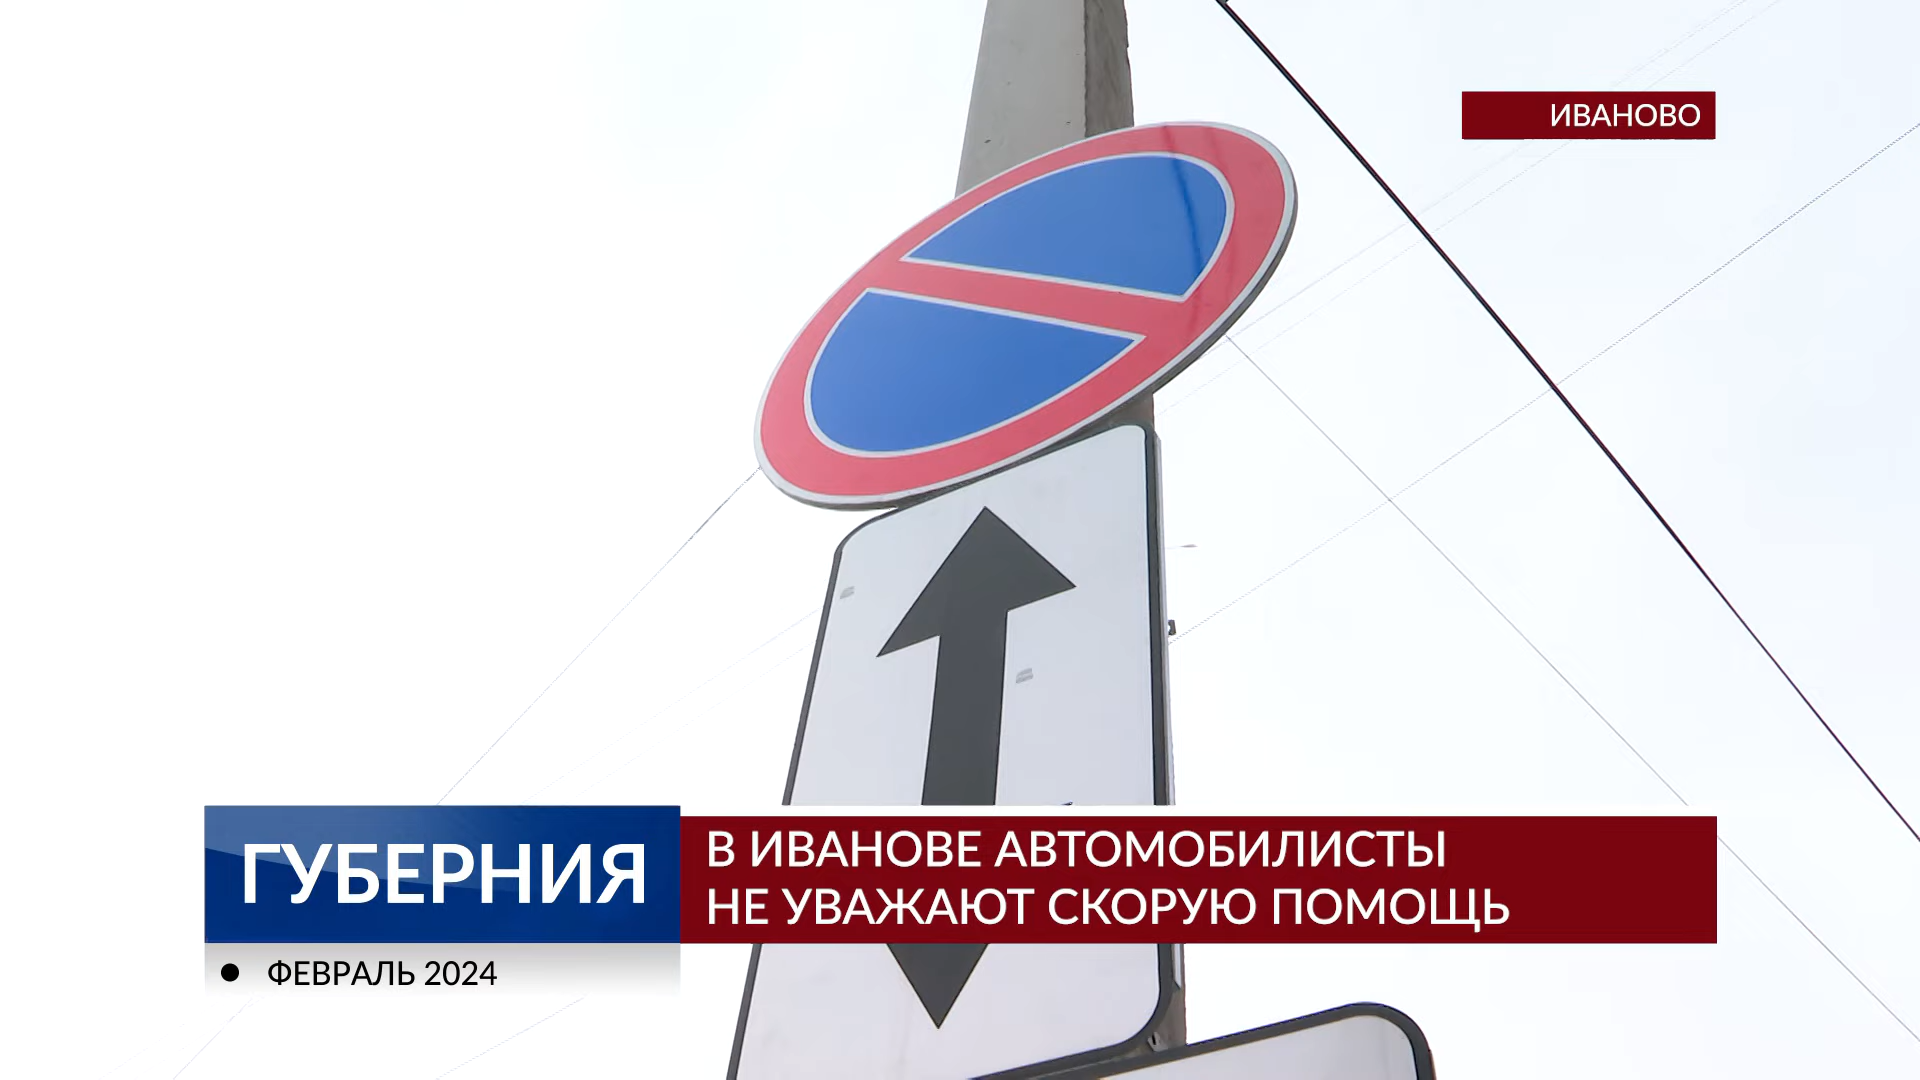 ИВАНОВО
ГУБЕРНИЯ
В ИВАНОВЕ АВТОМОБИЛИСТЫ
НЕ УВАЖАЮТ СКОРУЮ ПОМОЩЬ
ФЕВРАЛЬ 2024